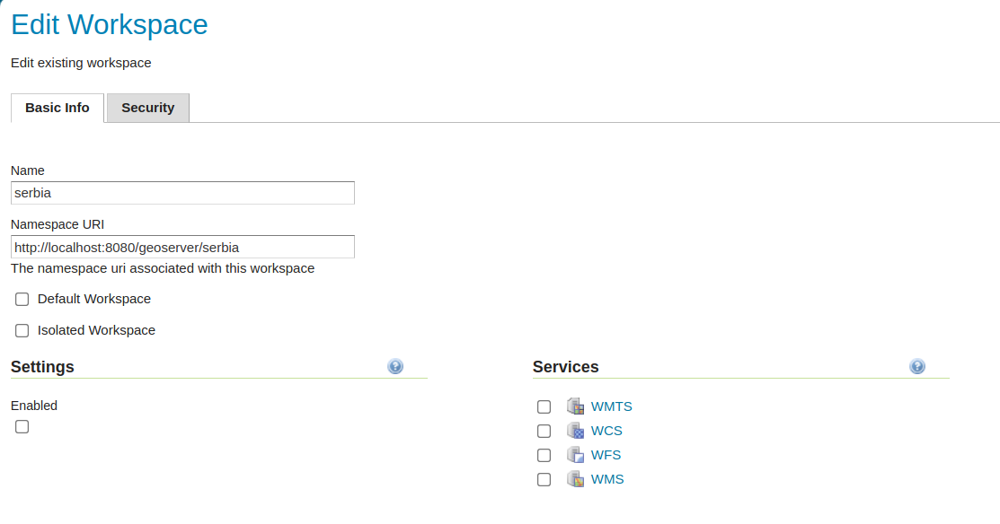 Edit Workspace
Edit existing workspace
Basic Info
Security
Name
serbia
Namespace URI
http://localhost:8080/geoserver/serbia
The namespace uri associated with this workspace
Default Workspace
Isolated Workspace
Settings
Enabled
Services
WMTS
WCS
WFS
WMS